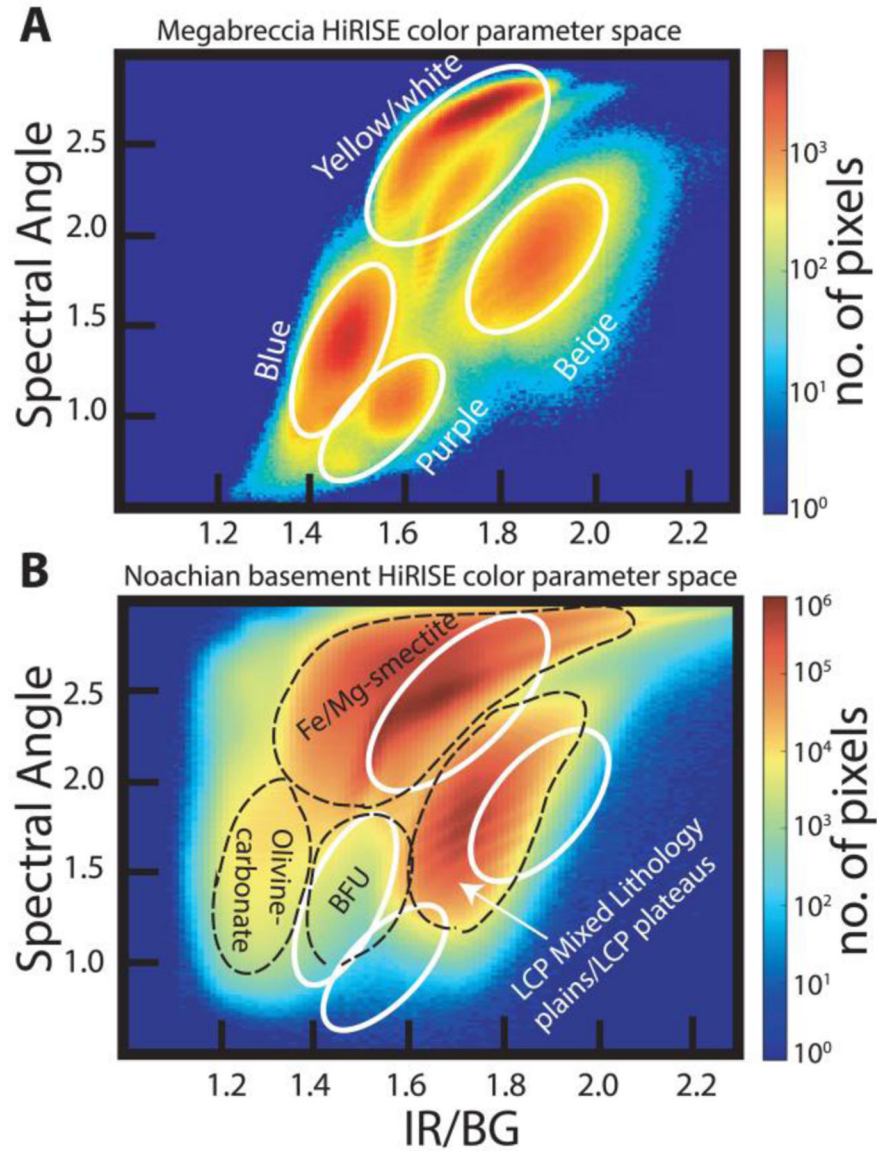 A
Megabreccia HiRISE color parameter space
Spectral Angle
2.5
2.0
1.5
1.0
Yellow/white
Blue
Purple
Beige
1.2
1.4
1.6
1.8
2.0
2.2
10³
10²
10¹
10⁰
no. of pixels
B
Noachian basement HiRISE color parameter space
Spectral Angle
2.5
2.0
1.5
1.0
Fe/Mg-smectite
Olivine-
carbonate
BFU
LCP Mixed Lithology
plains/LCP plateaus
1.2
1.4
1.6
1.8
2.0
2.2
IR/BG
10⁶
10⁵
10⁴
10³
10²
10¹
10⁰
no. of pixels